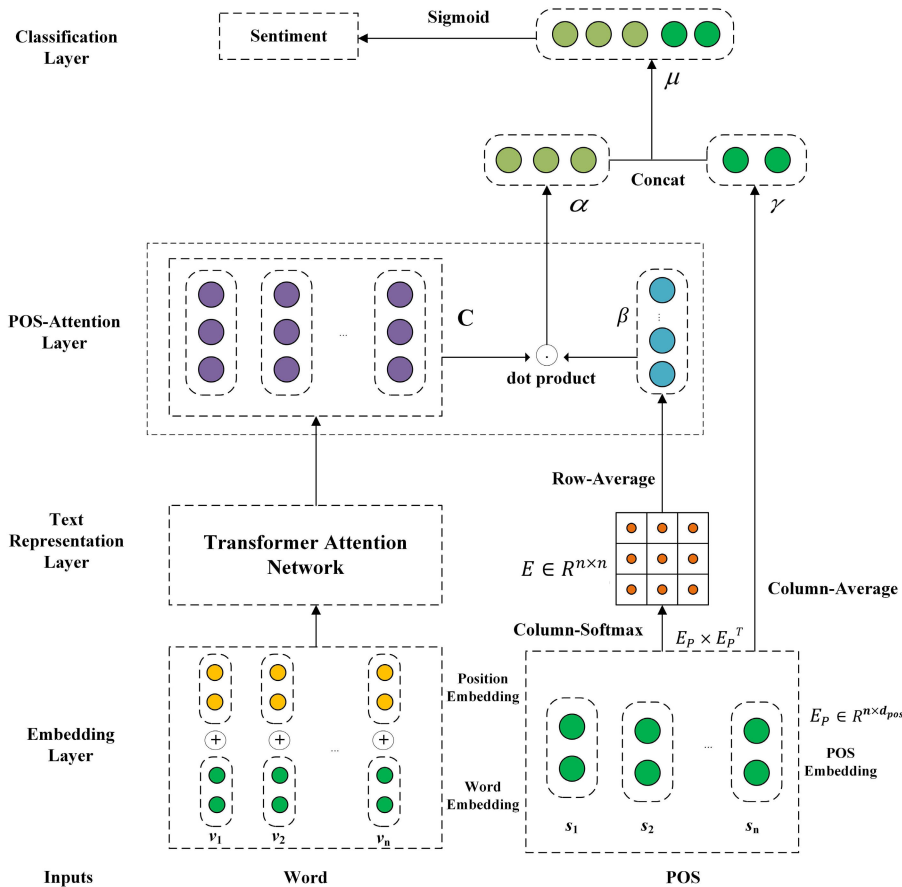 Classification
Layer
Sentiment
Sigmoid
μ
Concat
α
γ
POS-Attention
Layer
C
...
β
...
dot product
Row-Average
Text
Representation
Layer
Transformer Attention
Network
E ∈ R^{n×n}
Column-Average
Column-Softmax
E_P × E_P^T
Embedding
Layer
Position
Embedding
+ + +
...
Word
Embedding
v_1 v_2 v_n
...
s_1 s_2 s_n
E_P ∈ R^{n×d_{pos}}
POS
Embedding
Inputs
Word
POS